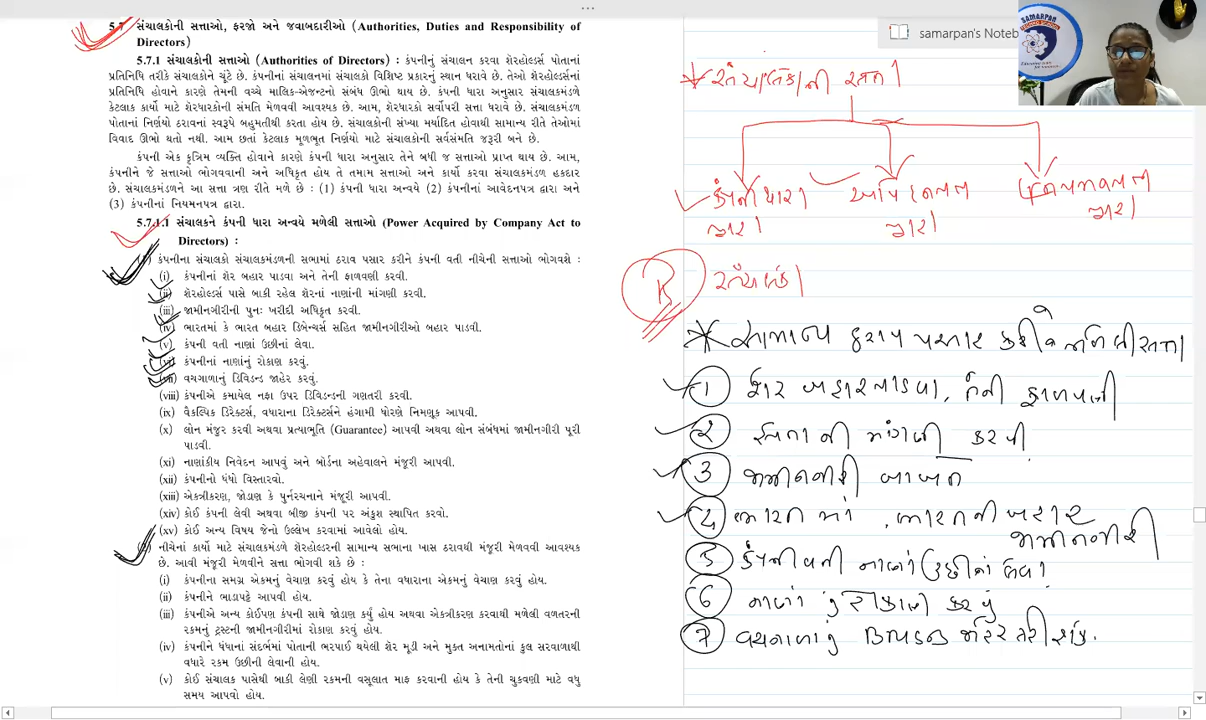 5.7 સંચાલકોની સત્તાઓ, ફરજો અને જવાબદારીઓ (Authorities, Duties and Responsibility of
Directors)
5.7.1 સંચાલકોની સત્તાઓ (Authorities of Directors) : કંપનીનું સંચાલન કરવા શૅરહોલ્ડર્સ પોતાનાં
પ્રતિનિધિ તરીકે સંચાલકોને ચૂંટે છે. કંપનીનાં સંચાલનમાં સંચાલકો વિશિષ્ટ પ્રકારનું સ્થાન ધરાવે છે. તેઓ શૅરહોલ્ડર્સનાં
પ્રતિનિધિ હોવાને કારણે તેમની વચ્ચે માલિક-એજન્ટનો સંબંધ ઊભો થાય છે. કંપની ધારા અનુસાર સંચાલકમંડળે
કેટલાક કાર્યો માટે શૅરધારકોની સંમતિ મેળવવી આવશ્યક છે. આમ, શૅરધારકો સર્વોપરી સત્તા ધરાવે છે. સંચાલકમંડળ
પોતાનાં નિર્ણયો ઠરાવનાં સ્વરૂપે બહુમતીથી કરતા હોય છે. સંચાલકોની સંખ્યા મર્યાદિત હોવાથી સામાન્ય રીતે તેઓમાં
વિવાદ ઊભો થતો નથી. આમ છતાં કેટલાક મૂળભૂત નિર્ણયો માટે સંચાલકોની સર્વસંમતિ જરૂરી બને છે.
કંપની એક કૃત્રિમ વ્યક્તિ હોવાને કારણે કંપની ધારા અનુસાર તેને બધી જ સત્તાઓ પ્રાપ્ત થાય છે. આમ,
કંપનીને જે સત્તાઓ ભોગવવાની અને અધિકૃત હોય તે તમામ સત્તાઓ અને કાર્યો કરવા સંચાલકમંડળ હકદાર
છે. સંચાલકમંડળને આ સત્તા ત્રણ રીતે મળે છે : (1) કંપની ધારા અન્વયે (2) કંપનીનાં આવેદનપત્ર દ્વારા અને
(3) કંપનીનાં નિયમનપત્ર દ્વારા.
5.7.1.1 સંચાલકને કંપની ધારા અન્વયે મળેલી સત્તાઓ (Power Acquired by Company Act to
Directors) :
કંપનીના સંચાલકો સંચાલકમંડળની સભામાં ઠરાવ પસાર કરીને કંપની વતી નીચેની સત્તાઓ ભોગવશે :
(i) કંપનીનાં શૅર બહાર પાડવા અને તેની ફાળવણી કરવી.
(ii) શૅરહોલ્ડર્સ પાસે બાકી રહેલ શૅરનાં નાણાંની માંગણી કરવી.
(iii) જામીનગીરીની પુનઃ ખરીદી અધિકૃત કરવી.
(iv) ભારતમાં કે ભારત બહાર ડિબેન્ચર્સ સહિત જામીનગીરીઓ બહાર પાડવી.
(v) કંપની વતી નાણાં ઉછીનાં લેવા.
(vi) કંપનીનાં નાણાંનું રોકાણ કરવું.
(vii) વચગાળાનું ડિવિડન્ડ જાહેર કરવું.
(viii) કંપનીએ કમાયેલ નફા ઉપર ડિવિડન્ડની ગણતરી કરવી.
(ix) વૈકલ્પિક ડિરેક્ટર્સ, વધારાના ડિરેક્ટર્સને હંગામી ધોરણે નિમણૂક આપવી.
(x) લોન મંજૂર કરવી અથવા પ્રત્યાભૂતિ (Guarantee) આપવી અથવા લોન સંબંધમાં જામીનગીરી પૂરી
પાડવી.
(xi) નાણાંકીય નિવેદન આપવું અને બોર્ડના અહેવાલને મંજૂરી આપવી.
(xii) કંપનીનો ધંધો વિસ્તારવો.
(xiii) એકત્રીકરણ, જોડાણ કે પુર્નરચનાને મંજૂરી આપવી.
(xiv) કોઈ કંપની લેવી અથવા બીજી કંપની પર અંકુશ સ્થાપિત કરવો.
(xv) કોઈ અન્ય વિષય જેનો ઉલ્લેખ કરવામાં આવેલો હોય.
નીચેનાં કાર્યો માટે સંચાલકમંડળે શૅરહોલ્ડરની સામાન્ય સભાના ખાસ ઠરાવથી મંજૂરી મેળવવી આવશ્યક
છે. આવી મંજૂરી મેળવીને સત્તા ભોગવી શકે છે :
(i) કંપનીના સમગ્ર એકમનું વેચાણ કરવું હોય કે તેના વધારાના એકમનું વેચાણ કરવું હોય.
(ii) કંપનીને ભાડાપટ્ટે આપવી હોય.
(iii) કંપનીએ અન્ય કોઈપણ કંપની સાથે જોડાણ કર્યું હોય અથવા એકત્રીકરણ કરવાથી મળેલી વળતરની
રકમનું ટ્રસ્ટની જામીનગીરીમાં રોકાણ કરવું હોય.
(iv) કંપનીને ધંધાનાં સંદર્ભમાં પોતાની ભરપાઈ થયેલી શૅર મૂડી અને મુક્ત અનામતોનાં કુલ સરવાળાથી
વધારે રકમ ઉછીની લેવાની હોય.
(v) કોઈ સંચાલક પાસેથી બાકી લેણી રકમની વસૂલાત માફ કરવાની હોય કે તેની ચુકવણી માટે વધુ
સમય આપવો હોય.
samarpan's Noteb
SAMARPAN
કંપની ધારા
દ્વારા
દ્વારા
દ્વારા
B
સામાન્ય ઠરાવ પસાર કરીને મળેલી સત્તા
1 શેર બહાર પાડવા, તેની ફાળવણી
2 માંગણી કરવી
3 જામીનગીરી બાબત
4 ભારત માં, ભારતની બહાર
જામીનગીરી
5 કંપની વતી નાણાં ઉછીનાં લેવા
6 નાણાં નું રોકાણ કરવું
7 વચગાળાનું